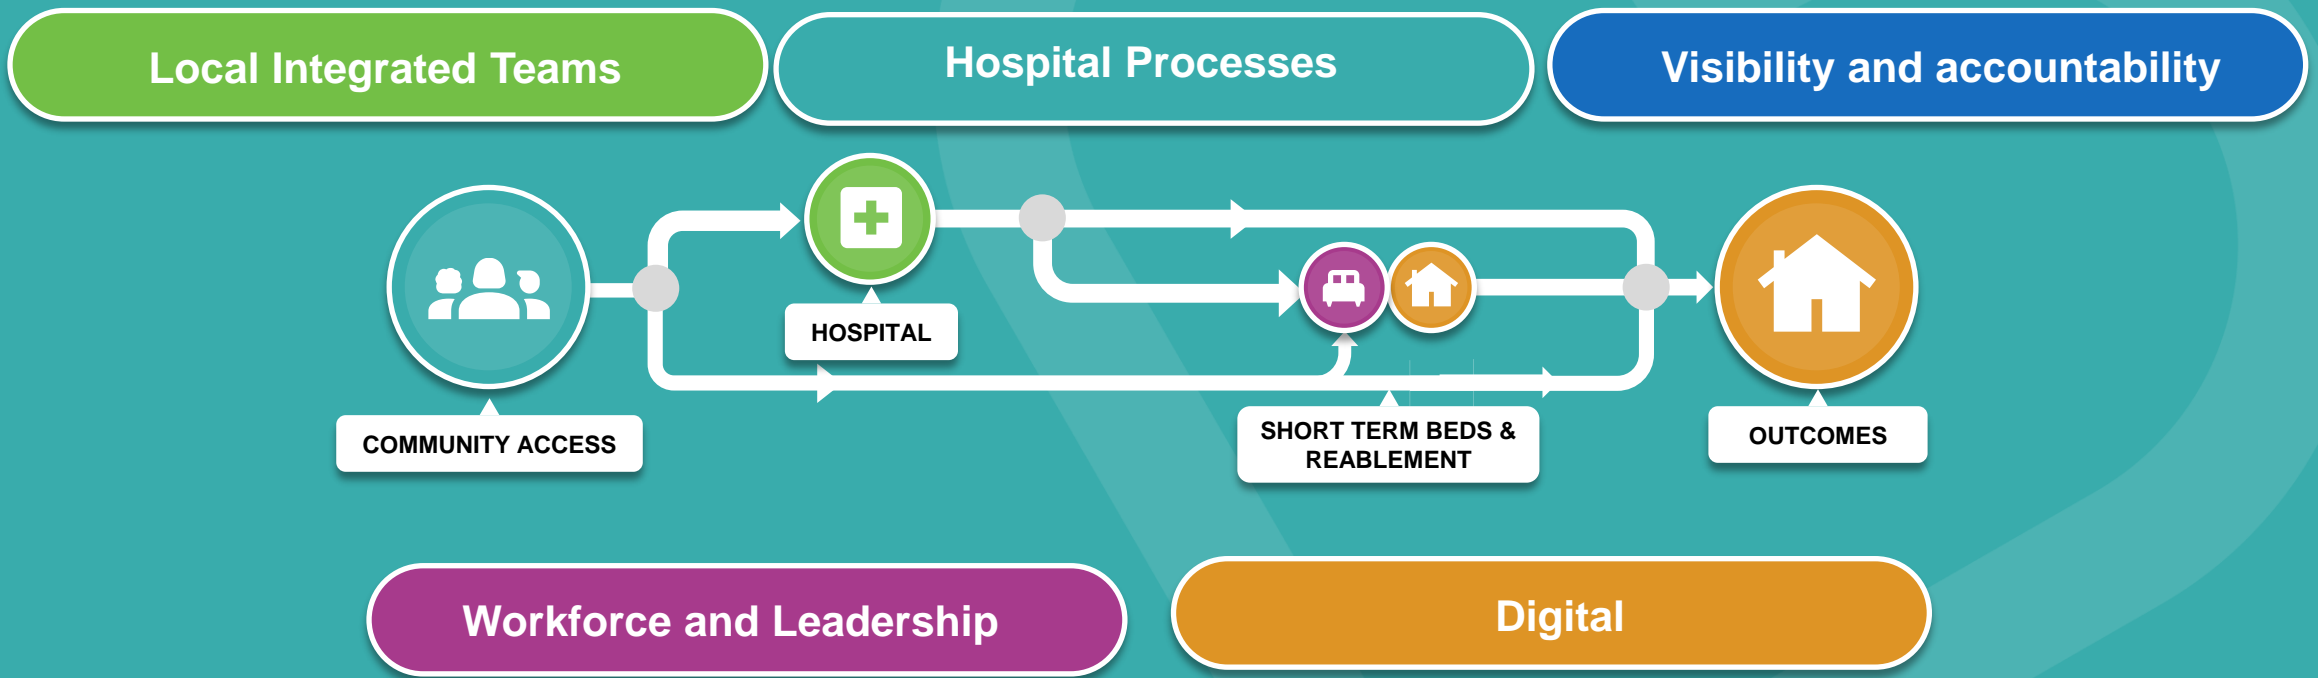 Local Integrated Teams
Hospital Processes
Visibility and accountability
HOSPITAL
COMMUNITY ACCESS
SHORT TERM BEDS &
REABLEMENT
OUTCOMES
Workforce and Leadership
Digital